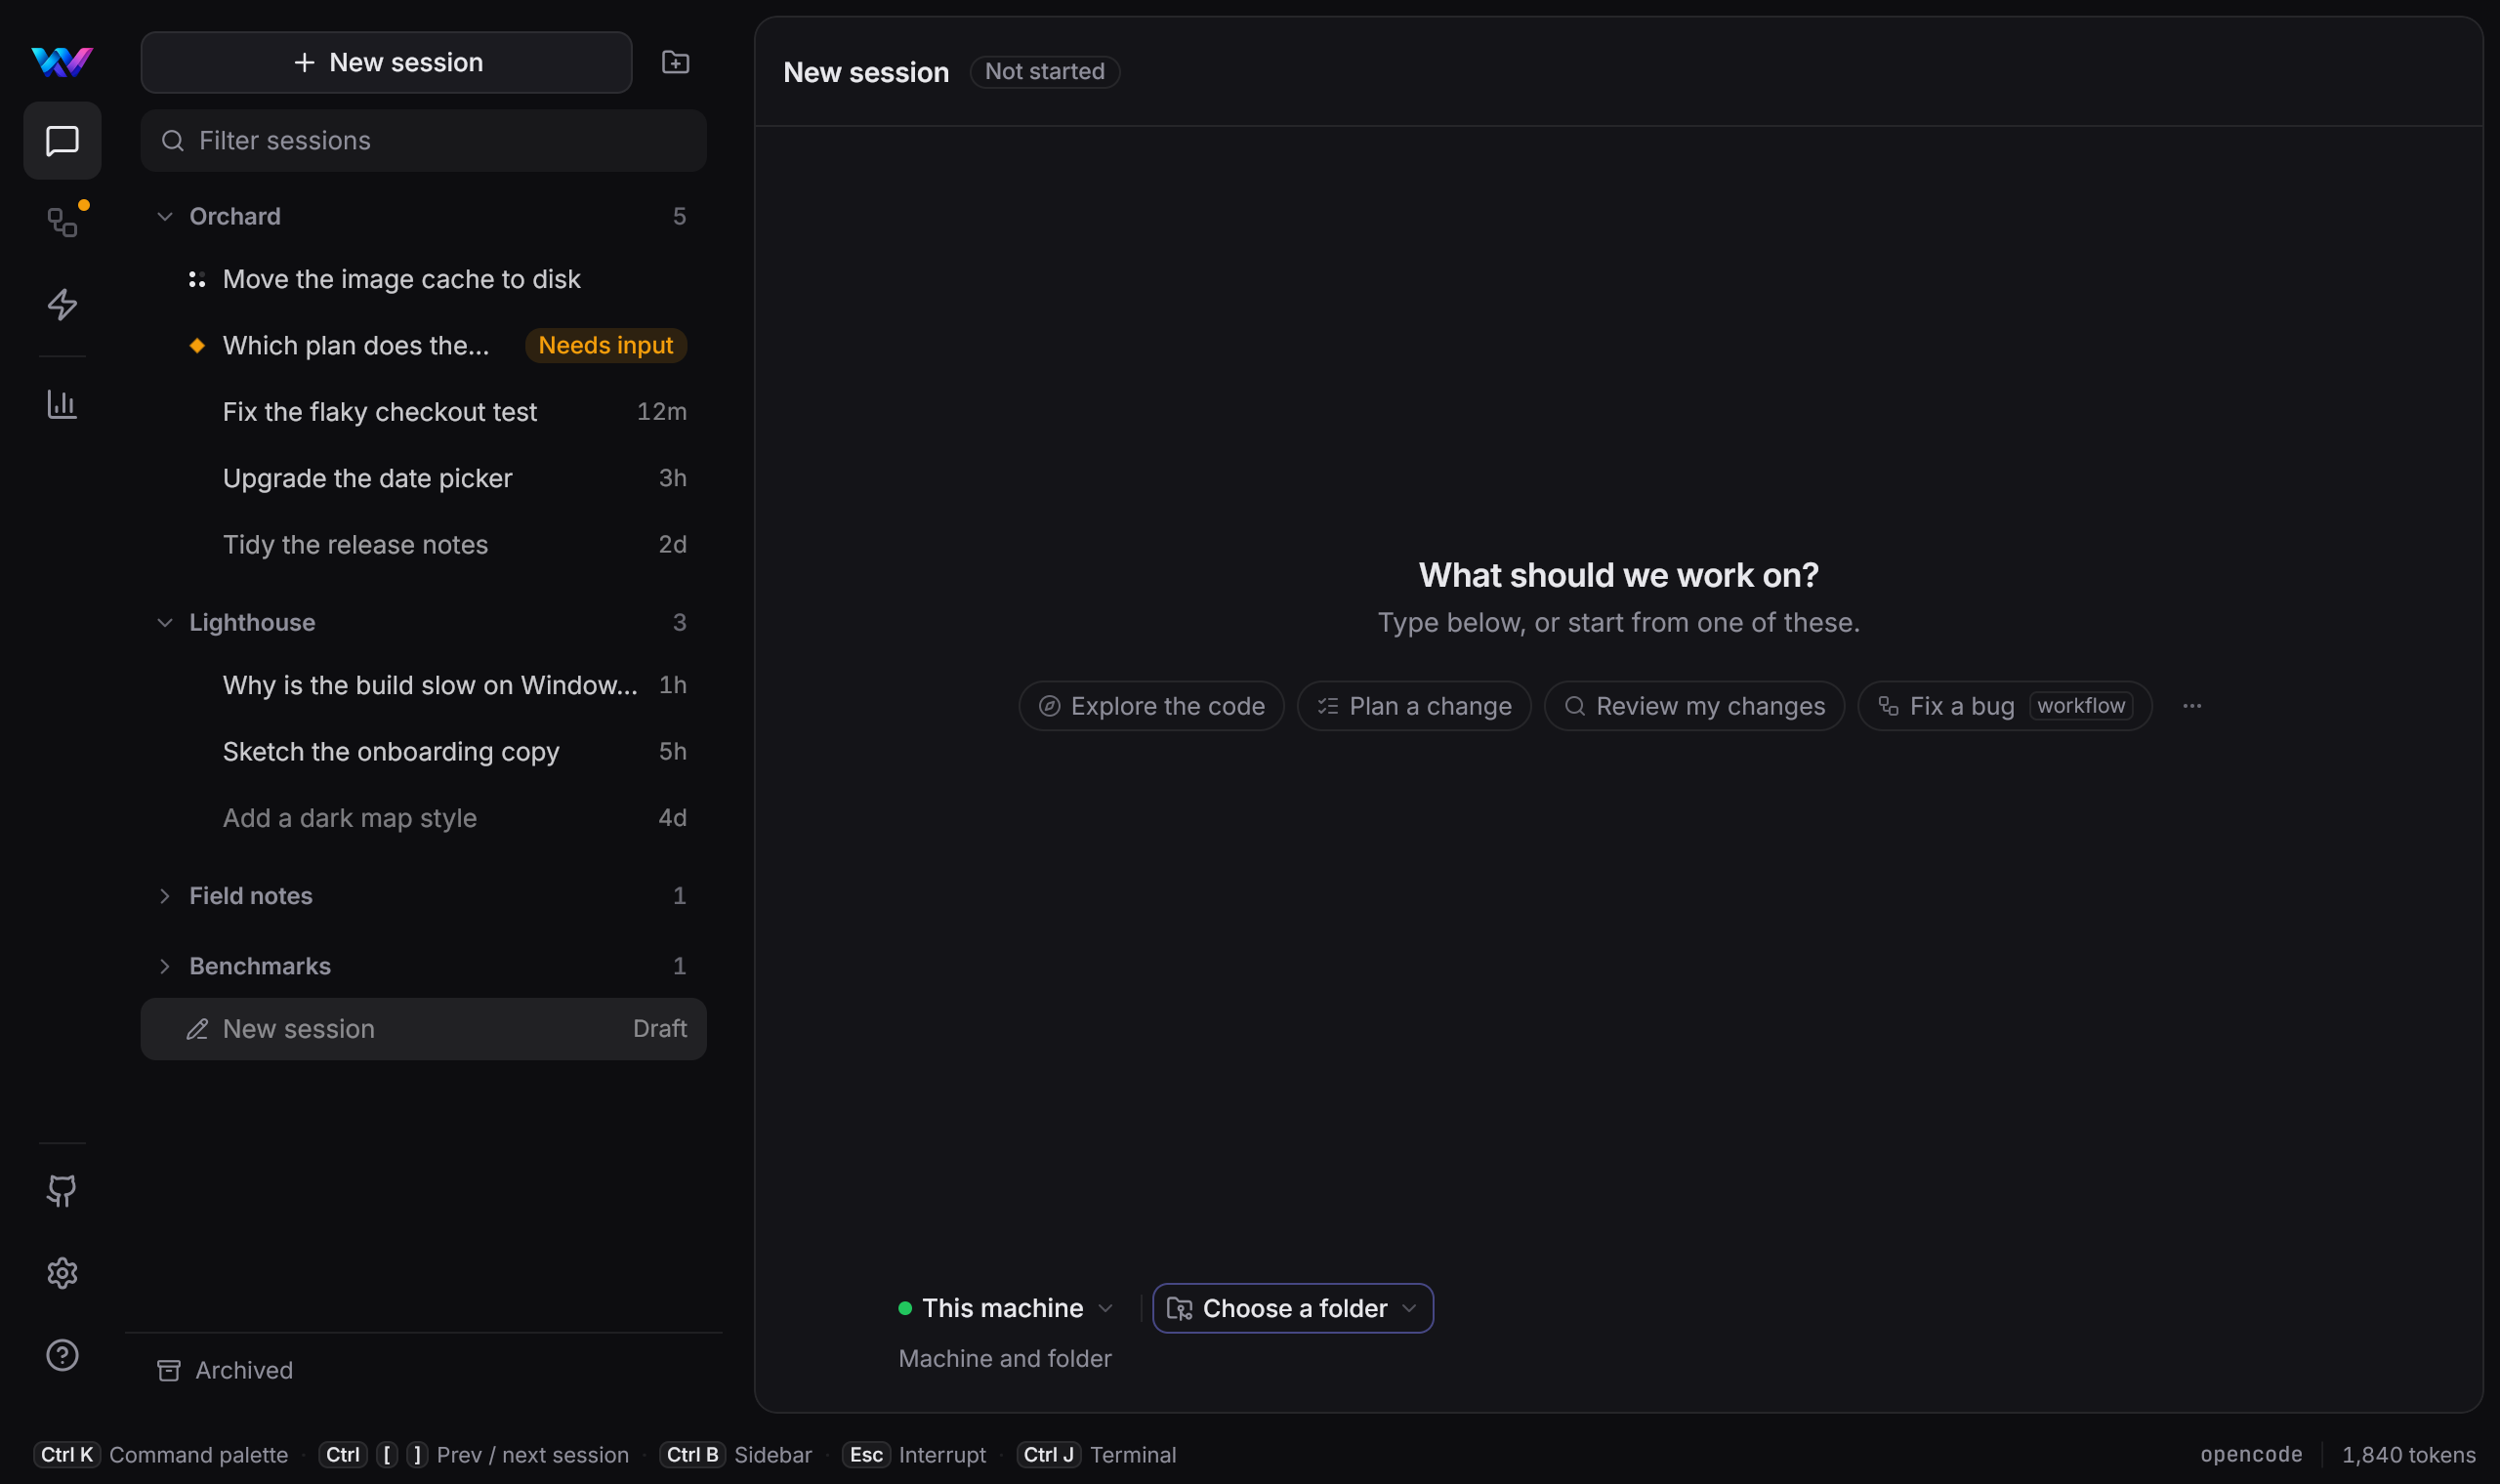 New session
Filter sessions
Orchard 5
Move the image cache to disk
Which plan does the... Needs input
Fix the flaky checkout test 12m
Upgrade the date picker 3h
Tidy the release notes 2d
Lighthouse 3
Why is the build slow on Window... 1h
Sketch the onboarding copy 5h
Add a dark map style 4d
Field notes 1
Benchmarks 1
New session Draft
Archived
New session Not started
What should we work on?
Type below, or start from one of these.
Explore the code Plan a change Review my changes Fix a bug workflow ...
This machine Choose a folder
Machine and folder
Ctrl K Command palette · Ctrl [ ] Prev / next session · Ctrl B Sidebar · Esc Interrupt · Ctrl J Terminal
opencode 1,840 tokens